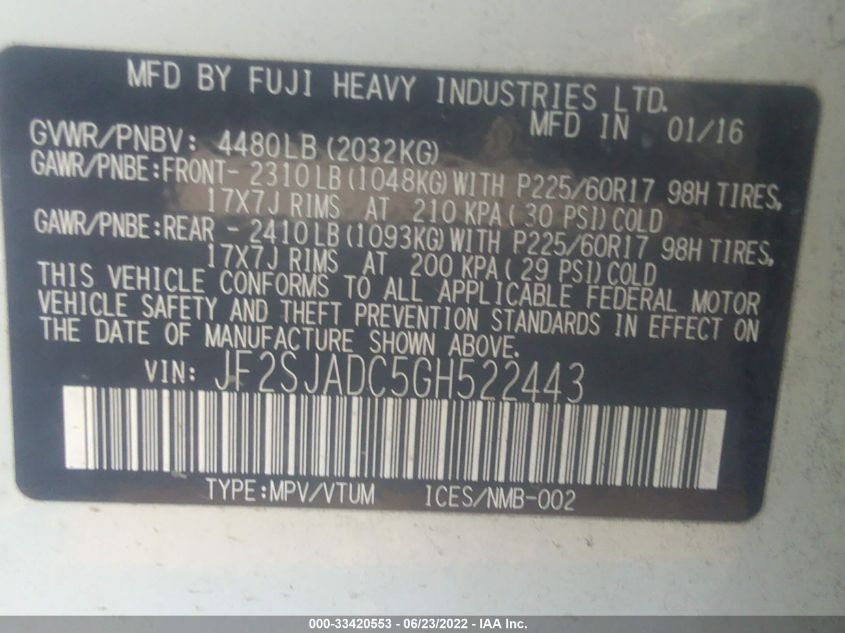 MFD BY FUJI HEAVY INDUSTRIES LTD.
MFD IN 01/16
GVWR/PNBV: 4480LB (2032KG)
GAWR/PNBE:FRONT- 2310LB (1048KG) WITH P225/60R17 98H TIRES,
17X7J RIMS AT 210 KPA ( 30 PSI) COLD
GAWR/PNBE:REAR - 2410LB (1093KG) WITH P225/60R17 98H TIRES,
17X7J RIMS AT 200 KPA ( 29 PSI) COLD
THIS VEHICLE CONFORMS TO ALL APPLICABLE FEDERAL MOTOR
VEHICLE SAFETY AND THEFT PREVENTION STANDARDS IN EFFECT ON
THE DATE OF MANUFACTURE SHOWN ABOVE.
VIN: JF2SJADC5GH522443
TYPE:MPV/VTUM ICES/NMB-002
000-33420553 - 06/23/2022 - IAA Inc.